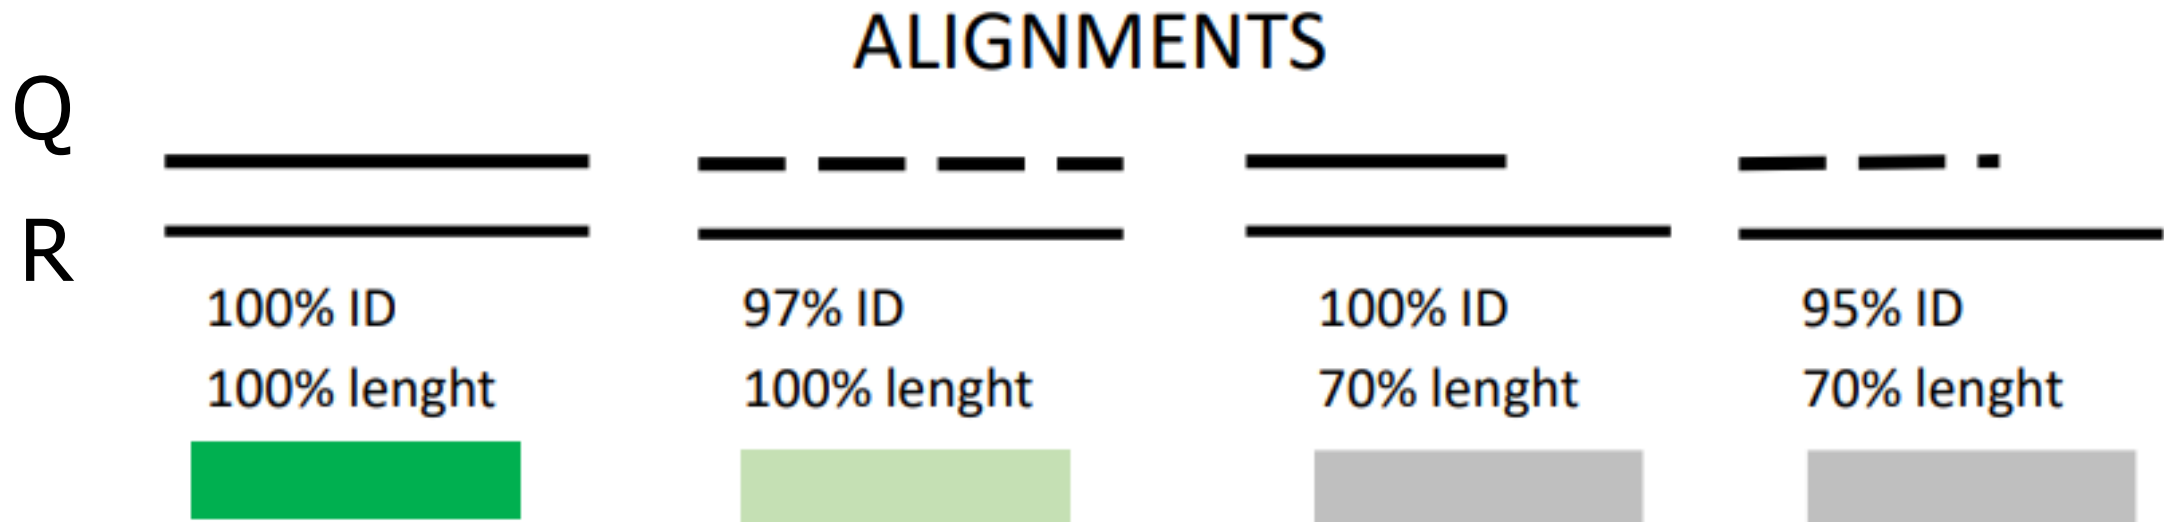 ALIGNMENTS
Q
R
100% ID
100% lenght
97% ID
100% lenght
100% ID
70% lenght
95% ID
70% lenght